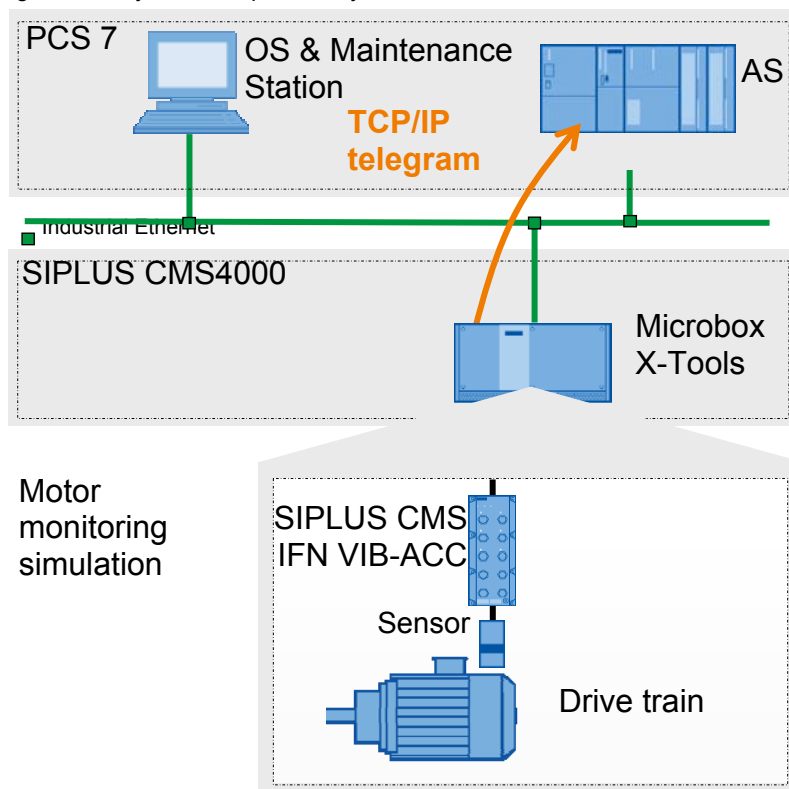 PCS 7
OS & Maintenance
Station
AS
TCP/IP
telegram
Industrial Ethernet
SIPLUS CMS4000
Microbox
X-Tools
Motor
monitoring
simulation
SIPLUS CMS
IFN VIB-ACC
Sensor
Drive train